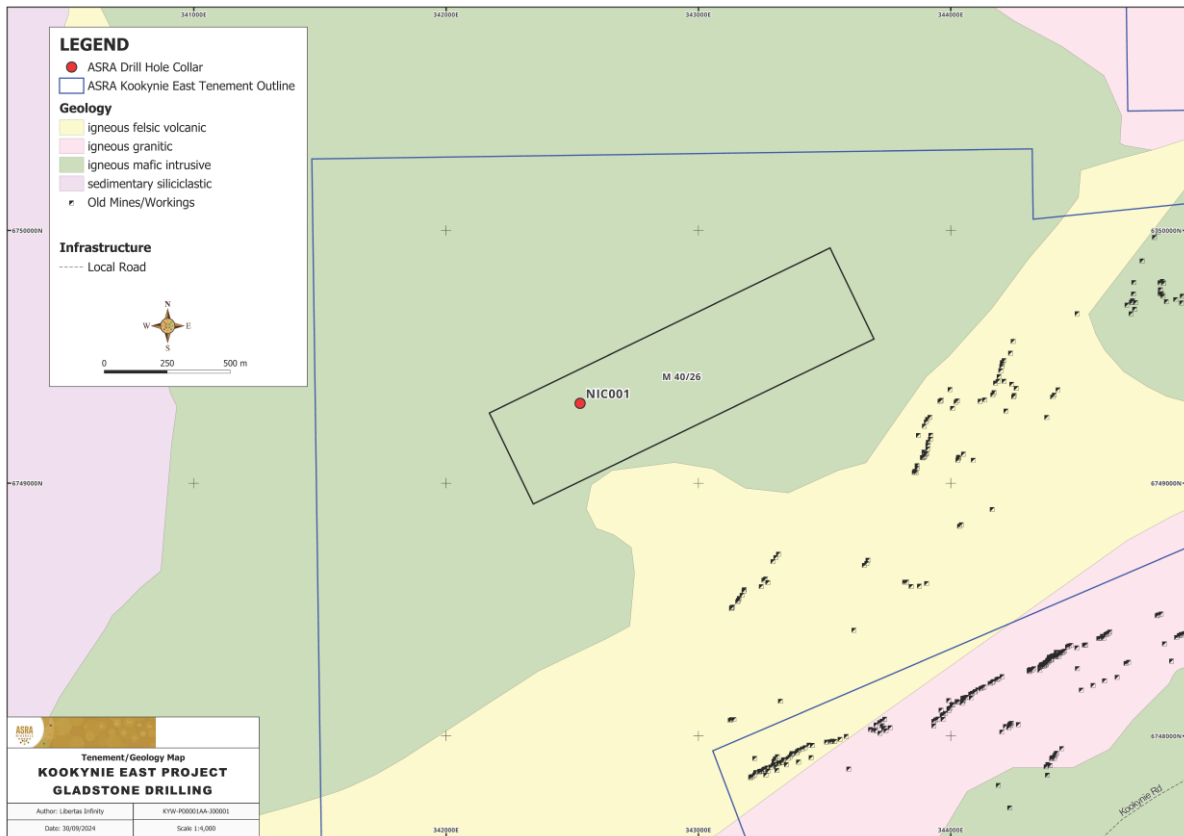 341000E
342000E
343000E
344000E
LEGEND
ASRA Drill Hole Collar
ASRA Kookynie East Tenement Outline
Geology
igneous felsic volcanic
igneous granitic
igneous mafic intrusive
sedimentary siliciclastic
Old Mines/Workings
Infrastructure
Local Road
N
W
E
S
0
250
500 m
6750000N
6750000N
M 40/26
NIC001
6749000N
6749000N
6748000N
Kookynie Rd
ASRA
MINERALS
Tenement/Geology Map
KOOKYNIE EAST PROJECT
GLADSTONE DRILLING
Author: Libertas Infinity
KYW-P00001AA-J00001
Date: 30/09/2024
Scale 1:4,000
342000E
343000E
344000E